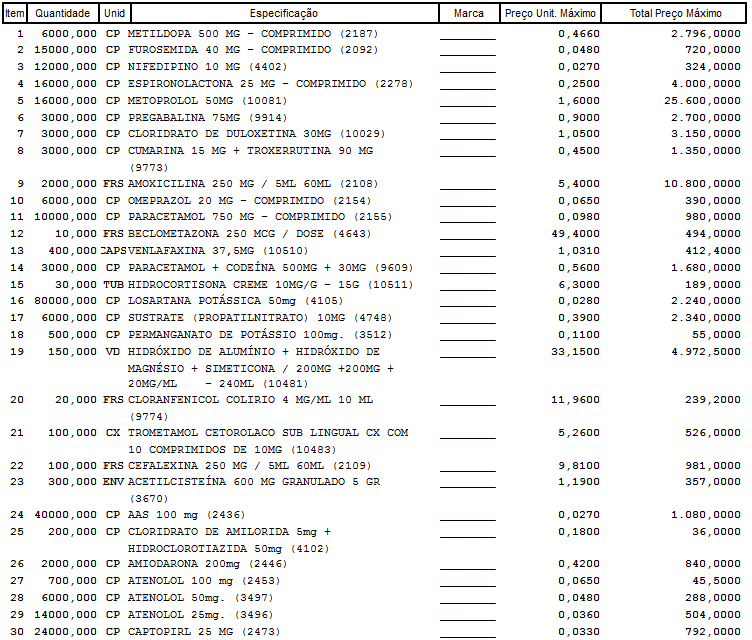 Item Quantidade Unid Especificação Marca Preço Unit. Máximo Total Preço Máximo
1 6000,000 CP METILDOPA 500 MG - COMPRIMIDO (2187) 0,4660 2.796,0000
2 15000,000 CP FUROSEMIDA 40 MG - COMPRIMIDO (2092) 0,0480 720,0000
3 12000,000 CP NIFEDIPINO 10 MG (4402) 0,0270 324,0000
4 16000,000 CP ESPIRONOLACTONA 25 MG - COMPRIMIDO (2278) 0,2500 4.000,0000
5 16000,000 CP METOPROLOL 50MG (10081) 1,6000 25.600,0000
6 3000,000 CP PREGABALINA 75MG (9914) 0,9000 2.700,0000
7 3000,000 CP CLORIDRATO DE DULOXETINA 30MG (10029) 1,0500 3.150,0000
8 3000,000 CP CUMARINA 15 MG + TROXERRUTINA 90 MG 0,4500 1.350,0000
(9773)
9 2000,000 FRS AMOXICILINA 250 MG / 5ML 60ML (2108) 5,4000 10.800,0000
10 6000,000 CP OMEPRAZOL 20 MG - COMPRIMIDO (2154) 0,0650 390,0000
11 10000,000 CP PARACETAMOL 750 MG - COMPRIMIDO (2155) 0,0980 980,0000
12 10,000 FRS BECLOMETAZONA 250 MCG / DOSE (4643) 49,4000 494,0000
13 400,000 CAPS VENLAFAXINA 37,5MG (10510) 1,0310 412,4000
14 3000,000 CP PARACETAMOL + CODEÍNA 500MG + 30MG (9609) 0,5600 1.680,0000
15 30,000 TUB HIDROCORTISONA CREME 10MG/G - 15G (10511) 6,3000 189,0000
16 80000,000 CP LOSARTANA POTÁSSICA 50mg (4105) 0,0280 2.240,0000
17 6000,000 CP SUSTRATE (PROPATILNITRATO) 10MG (4748) 0,3900 2.340,0000
18 500,000 CP PERMANGANATO DE POTÁSSIO 100mg. (3512) 0,1100 55,0000
19 150,000 VD HIDRÓXIDO DE ALUMÍNIO + HIDRÓXIDO DE 33,1500 4.972,5000
MAGNÉSIO + SIMETICONA / 200MG +200MG +
20MG/ML - 240ML (10481)
20 20,000 FRS CLORANFENICOL COLIRIO 4 MG/ML 10 ML 11,9600 239,2000
(9774)
21 100,000 CX TROMETAMOL CETOROLACO SUB LINGUAL CX COM 5,2600 526,0000
10 COMPRIMIDOS DE 10MG (10483)
22 100,000 FRS CEFALEXINA 250 MG / 5ML 60ML (2109) 9,8100 981,0000
23 300,000 ENV ACETILCISTEÍNA 600 MG GRANULADO 5 GR 1,1900 357,0000
(3670)
24 40000,000 CP AAS 100 mg (2436) 0,0270 1.080,0000
25 200,000 CP CLORIDRATO DE AMILORIDA 5mg + 0,1800 36,0000
HIDROCLOROTIAZIDA 50mg (4102)
26 2000,000 CP AMIODARONA 200mg (2446) 0,4200 840,0000
27 700,000 CP ATENOLOL 100 mg (2453) 0,0650 45,5000
28 6000,000 CP ATENOLOL 50mg. (3497) 0,0480 288,0000
29 14000,000 CP ATENOLOL 25mg. (3496) 0,0360 504,0000
30 24000,000 CP CAPTOPIRL 25 MG (2473) 0,0330 792,0000